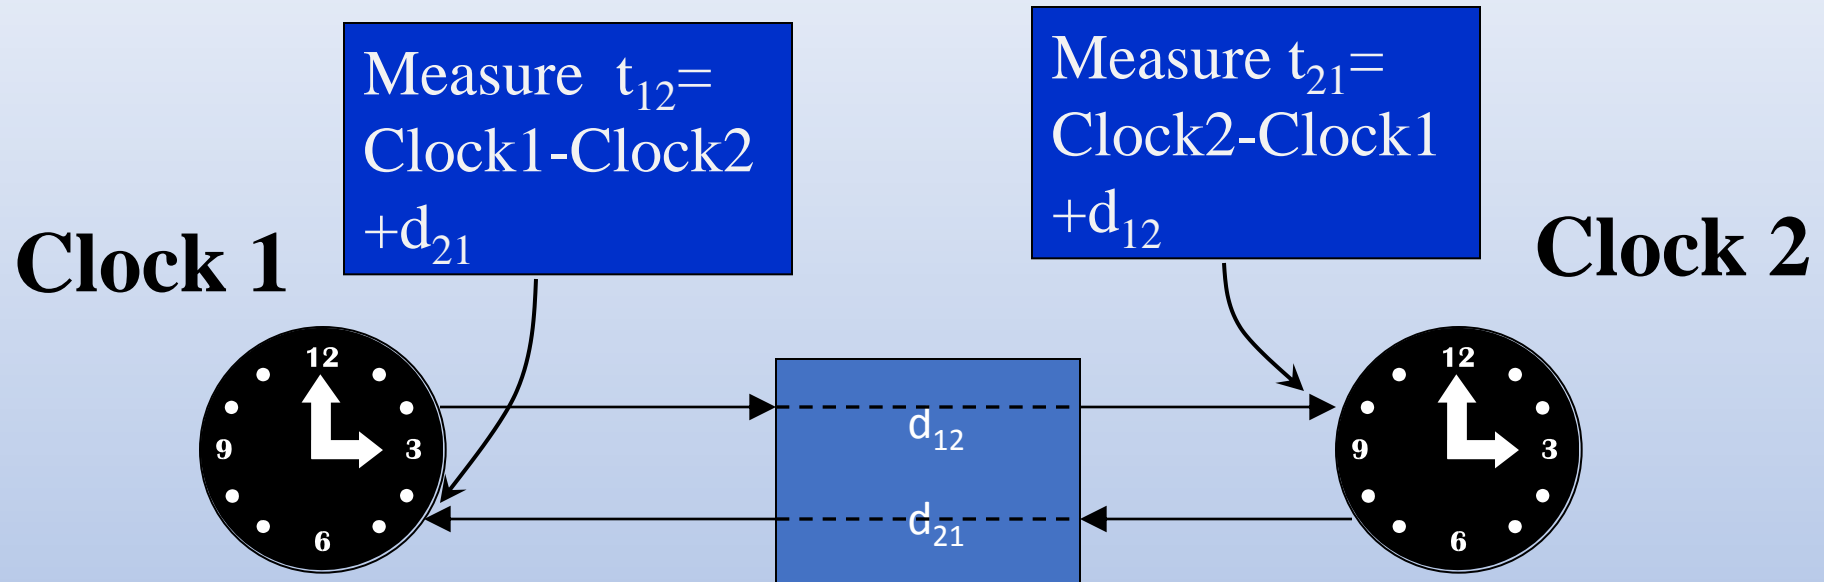 Measure t₁₂=
Clock1-Clock2
+d₂₁
Measure t₂₁=
Clock2-Clock1
+d₁₂
Clock 1
Clock 2
12
9
3
6
d₁₂
d₂₁
12
9
3
6